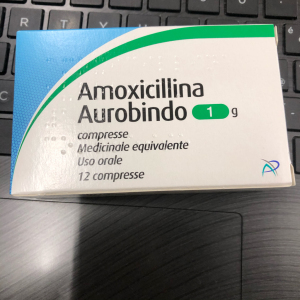 Amoxicillina
Aurobindo 1 g
compresse
Medicinale equivalente
Uso orale
12 compresse